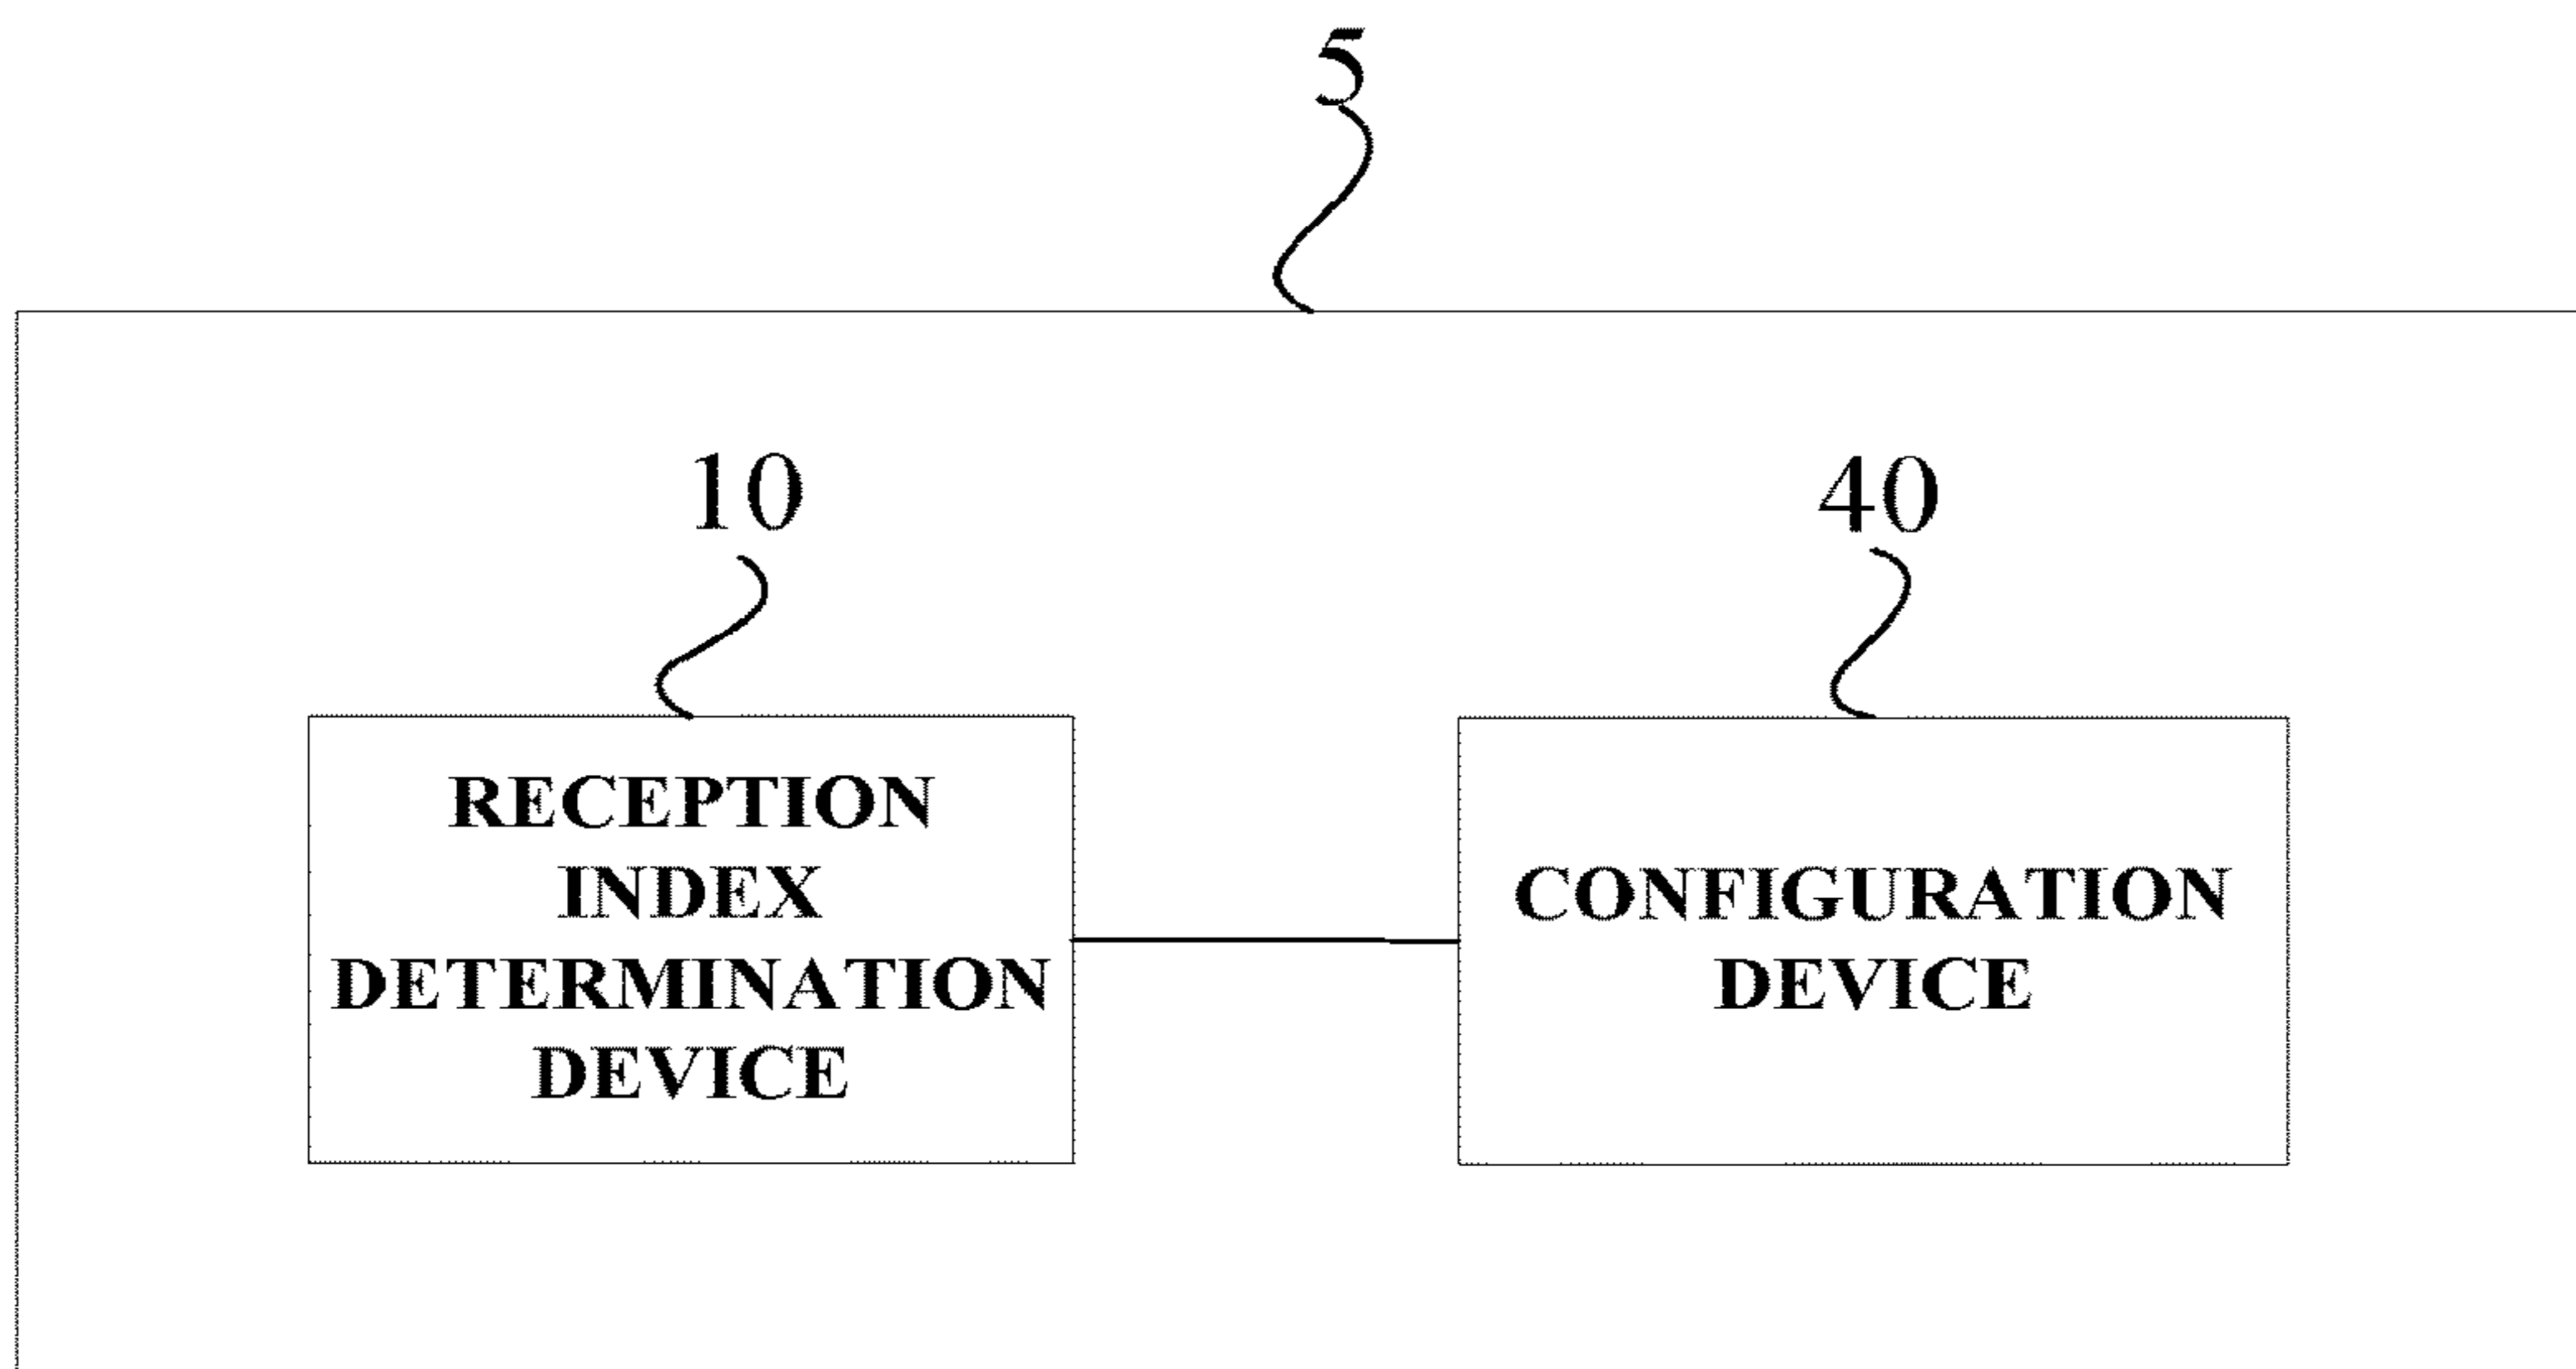 5
10
40
RECEPTION
INDEX
DETERMINATION
DEVICE
CONFIGURATION
DEVICE